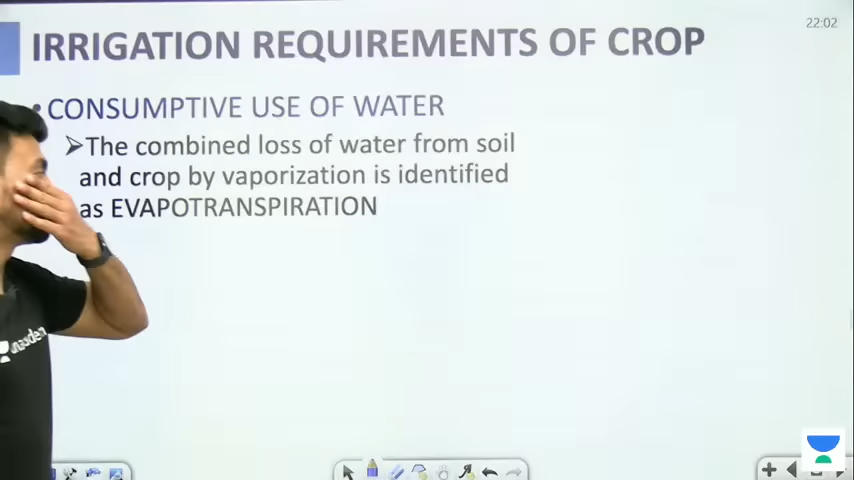 22:02
IRRIGATION REQUIREMENTS OF CROP
• CONSUMPTIVE USE OF WATER
➢The combined loss of water from soil
and crop by vaporization is identified
as EVAPOTRANSPIRATION
unacademy